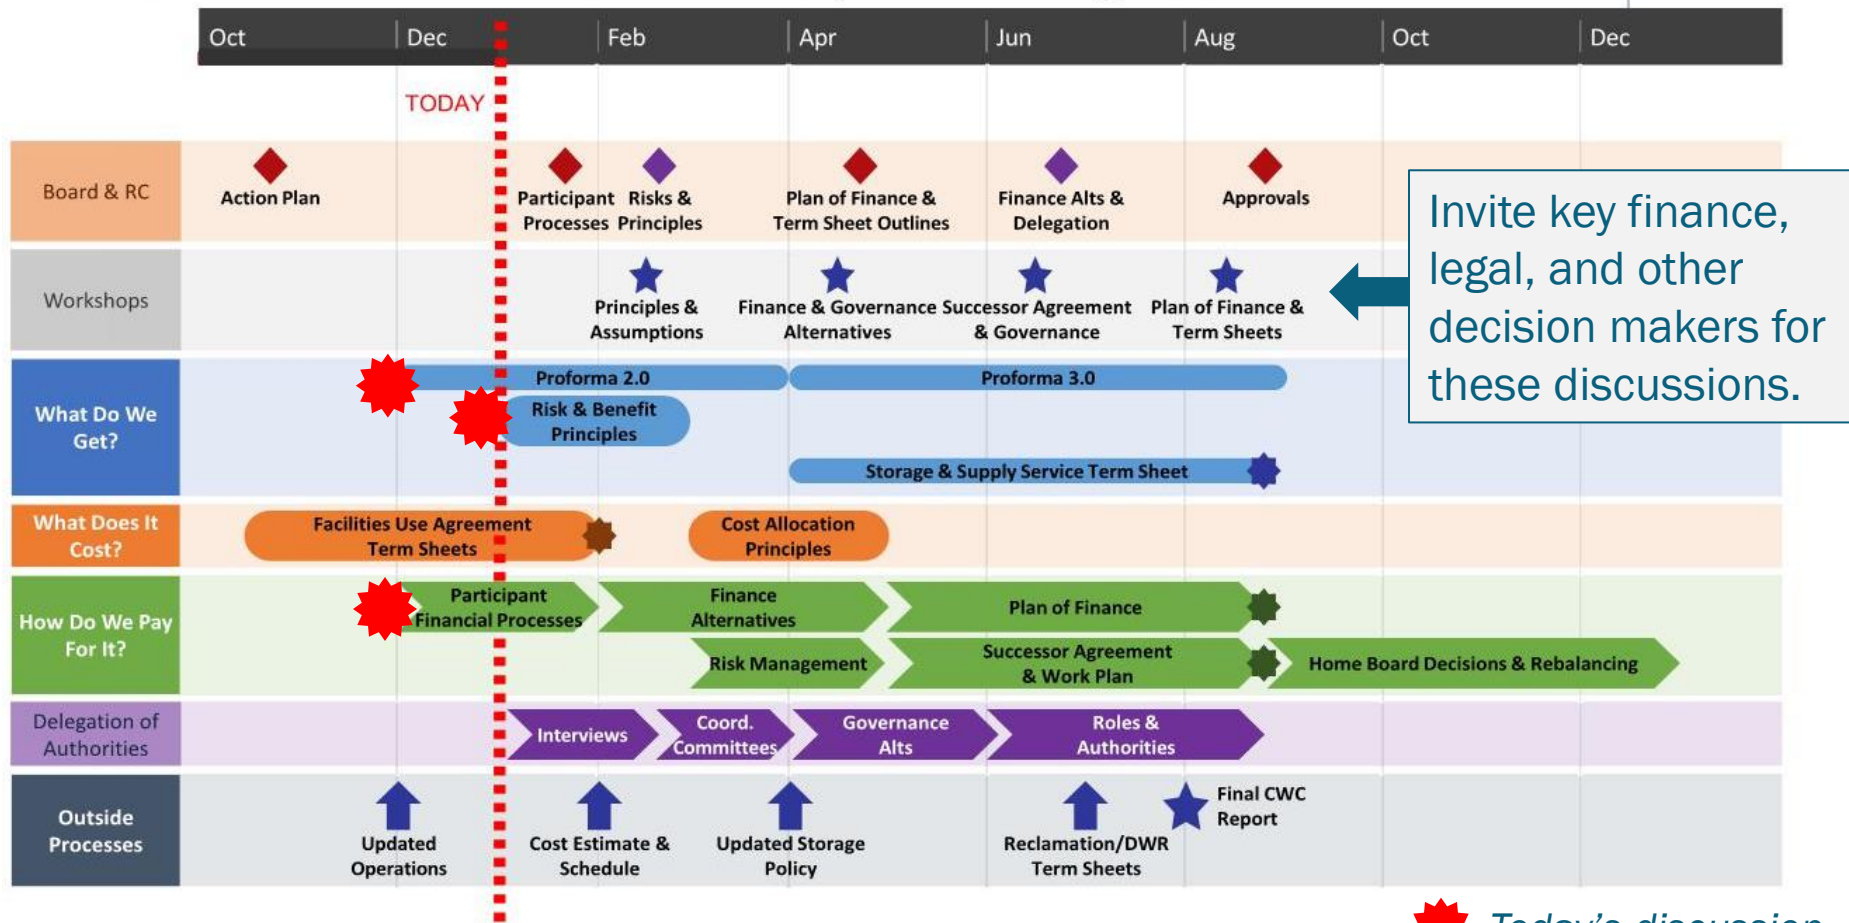 Oct Dec Feb Apr Jun Aug Oct Dec
TODAY
Board & RC
Action Plan
Participant
Processes
Risks &
Principles
Plan of Finance &
Term Sheet Outlines
Finance Alts &
Delegation
Approvals
Invite key finance,
legal, and other
decision makers for
these discussions.
Workshops
Principles &
Assumptions
Finance & Governance
Alternatives
Successor Agreement
& Governance
Plan of Finance &
Term Sheets
What Do We
Get?
Proforma 2.0
Proforma 3.0
Risk & Benefit
Principles
Storage & Supply Service Term Sheet
What Does It
Cost?
Facilities Use Agreement
Term Sheets
Cost Allocation
Principles
How Do We Pay
For It?
Participant
Financial Processes
Finance
Alternatives
Plan of Finance
Risk Management
Successor Agreement
& Work Plan
Home Board Decisions & Rebalancing
Delegation of
Authorities
Interviews
Coord.
Committees
Governance
Alts
Roles &
Authorities
Outside
Processes
Updated
Operations
Cost Estimate &
Schedule
Updated Storage
Policy
Reclamation/DWR
Term Sheets
Final CWC
Report
Today's discussion